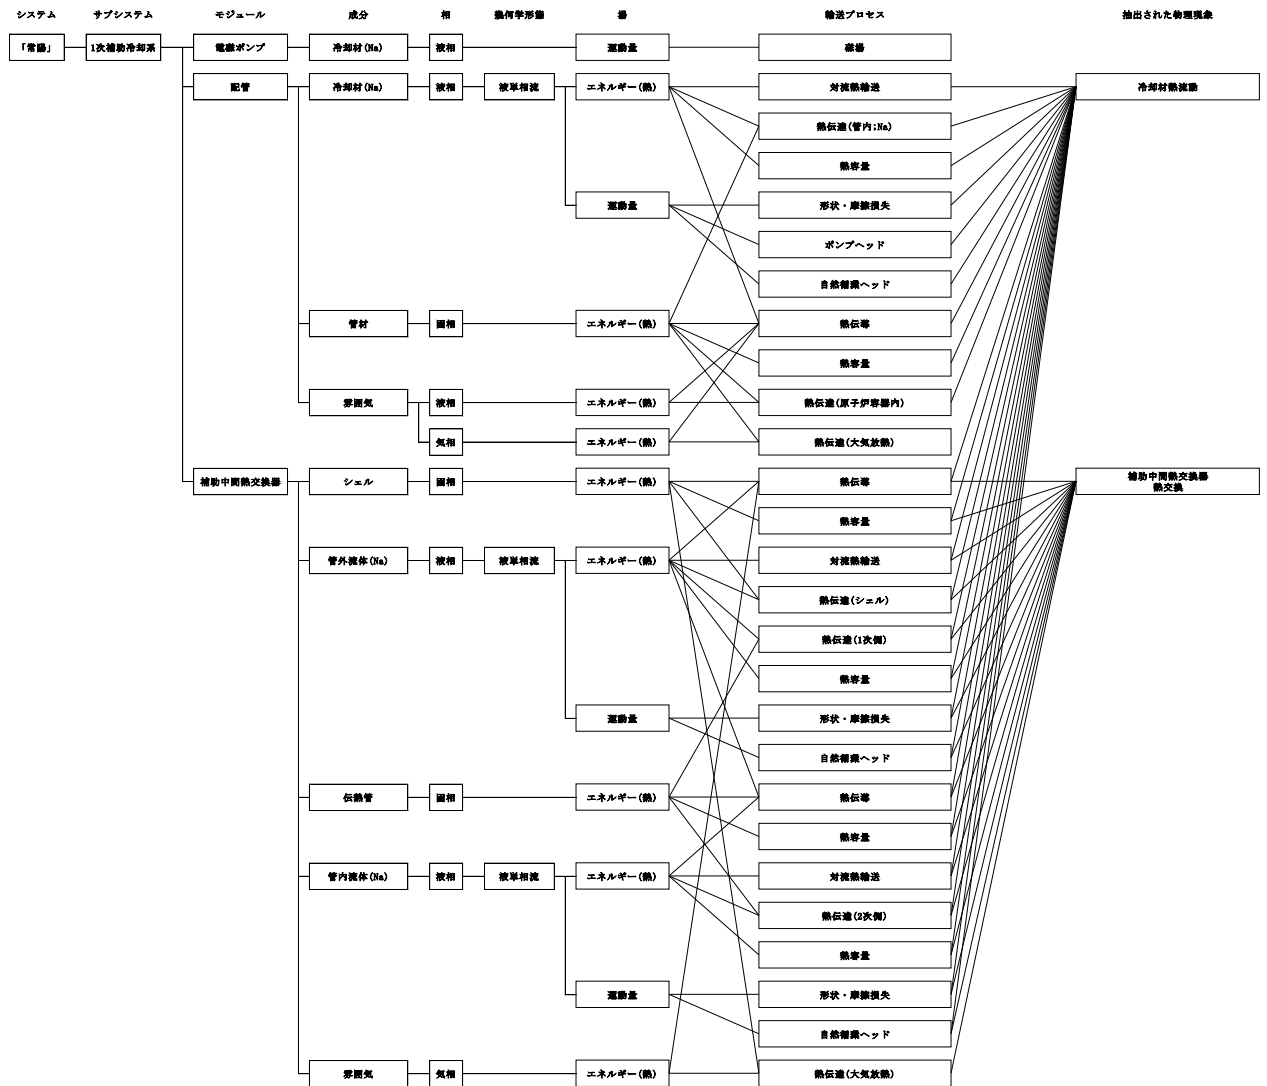 システム　サブシステム　モジュール　成分　相　幾何学形態　場　輸送プロセス　抽出された物理現象
「常陽」　1次補助冷却系　電磁ポンプ　冷却材(Na)　液相　運動量　磁場
配管　冷却材(Na)　液相　液単相流　エネルギー(熱)　対流熱輸送　冷却材熱流動
熱伝達(管内;Na)
熱容量
運動量　形状・摩擦損失
ポンプヘッド
自然循環ヘッド
管材　固相　エネルギー(熱)　熱伝導
熱容量
雰囲気　液相　エネルギー(熱)　熱伝達(原子炉容器内)
気相　エネルギー(熱)　熱伝達(大気放熱)
補助中間熱交換器　シェル　固相　エネルギー(熱)　熱伝導　補助中間熱交換器
熱交換
熱容量
管外流体(Na)　液相　液単相流　エネルギー(熱)　対流熱輸送
熱伝達(シェル)
熱伝達(1次側)
熱容量
運動量　形状・摩擦損失
自然循環ヘッド
伝熱管　固相　エネルギー(熱)　熱伝導
熱容量
管内流体(Na)　液相　液単相流　エネルギー(熱)　対流熱輸送
熱伝達(2次側)
熱容量
運動量　形状・摩擦損失
自然循環ヘッド
雰囲気　気相　エネルギー(熱)　熱伝達(大気放熱)